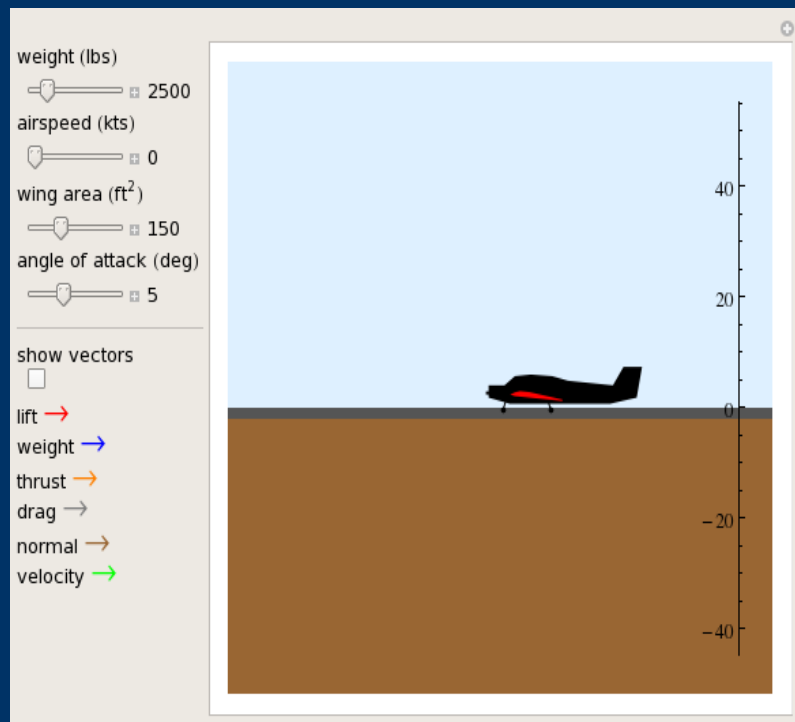 weight (lbs)
2500
airspeed (kts)
0
wing area (ft²)
150
angle of attack (deg)
5
show vectors
lift
weight
thrust
drag
normal
velocity
40
20
0
−20
−40